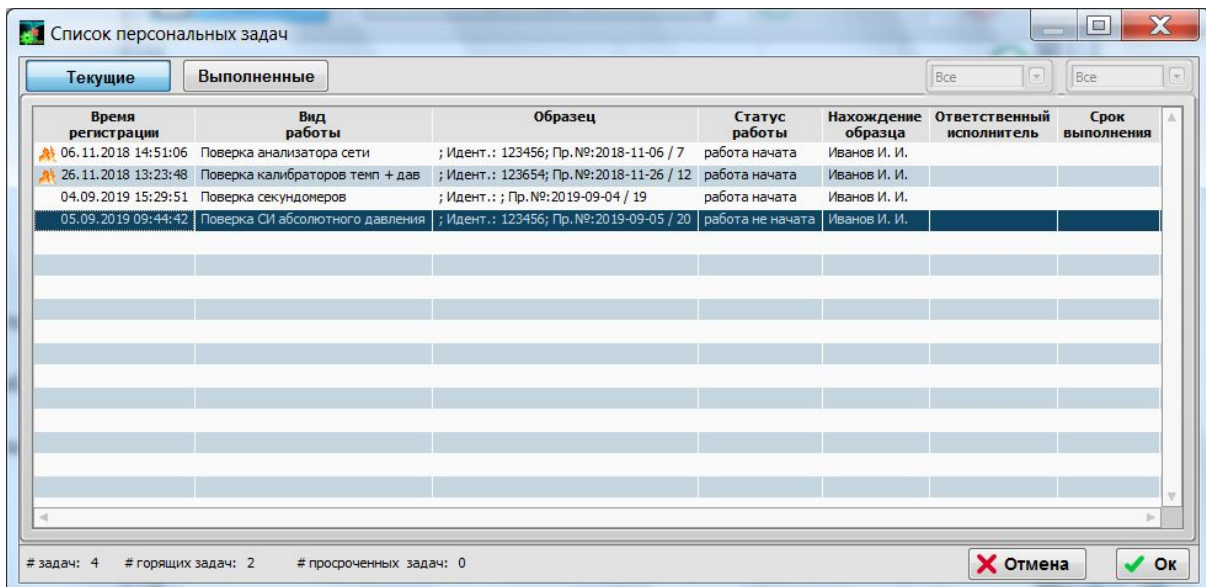 Список персональных задач
Текущие Выполненные Все Все
Время регистрации Вид работы Образец Статус работы Нахождение образца Ответственный исполнитель Срок выполнения
06.11.2018 14:51:06 Поверка анализатора сети ; Идент.: 123456; Пр.№:2018-11-06 / 7 работа начата Иванов И. И.
26.11.2018 13:23:48 Поверка калибраторов темп + дав ; Идент.: 123654; Пр.№:2018-11-26 / 12 работа начата Иванов И. И.
04.09.2019 15:29:51 Поверка секундомеров ; Идент.: ; Пр.№:2019-09-04 / 19 работа начата Иванов И. И.
05.09.2019 09:44:42 Поверка СИ абсолютного давления ; Идент.: 123456; Пр.№:2019-09-05 / 20 работа не начата Иванов И. И.
# задач: 4 # горящих задач: 2 # просроченных задач: 0 Отмена Ок